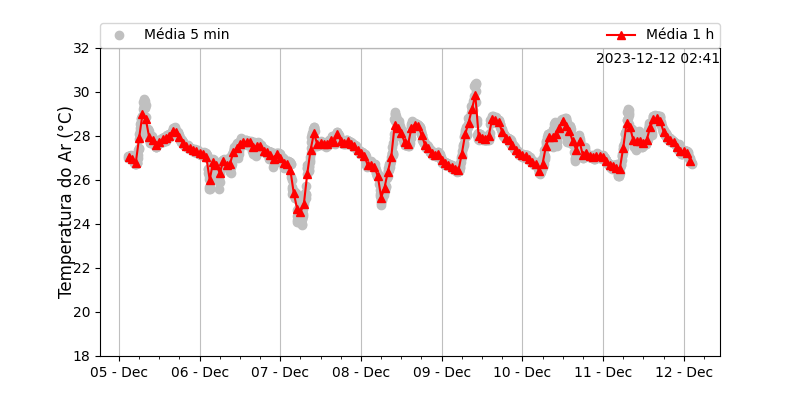 Média 5 min
Média 1 h
2023-12-12 02:41
Temperatura do Ar (°C)
32
30
28
26
24
22
20
18
05 - Dec
06 - Dec
07 - Dec
08 - Dec
09 - Dec
10 - Dec
11 - Dec
12 - Dec